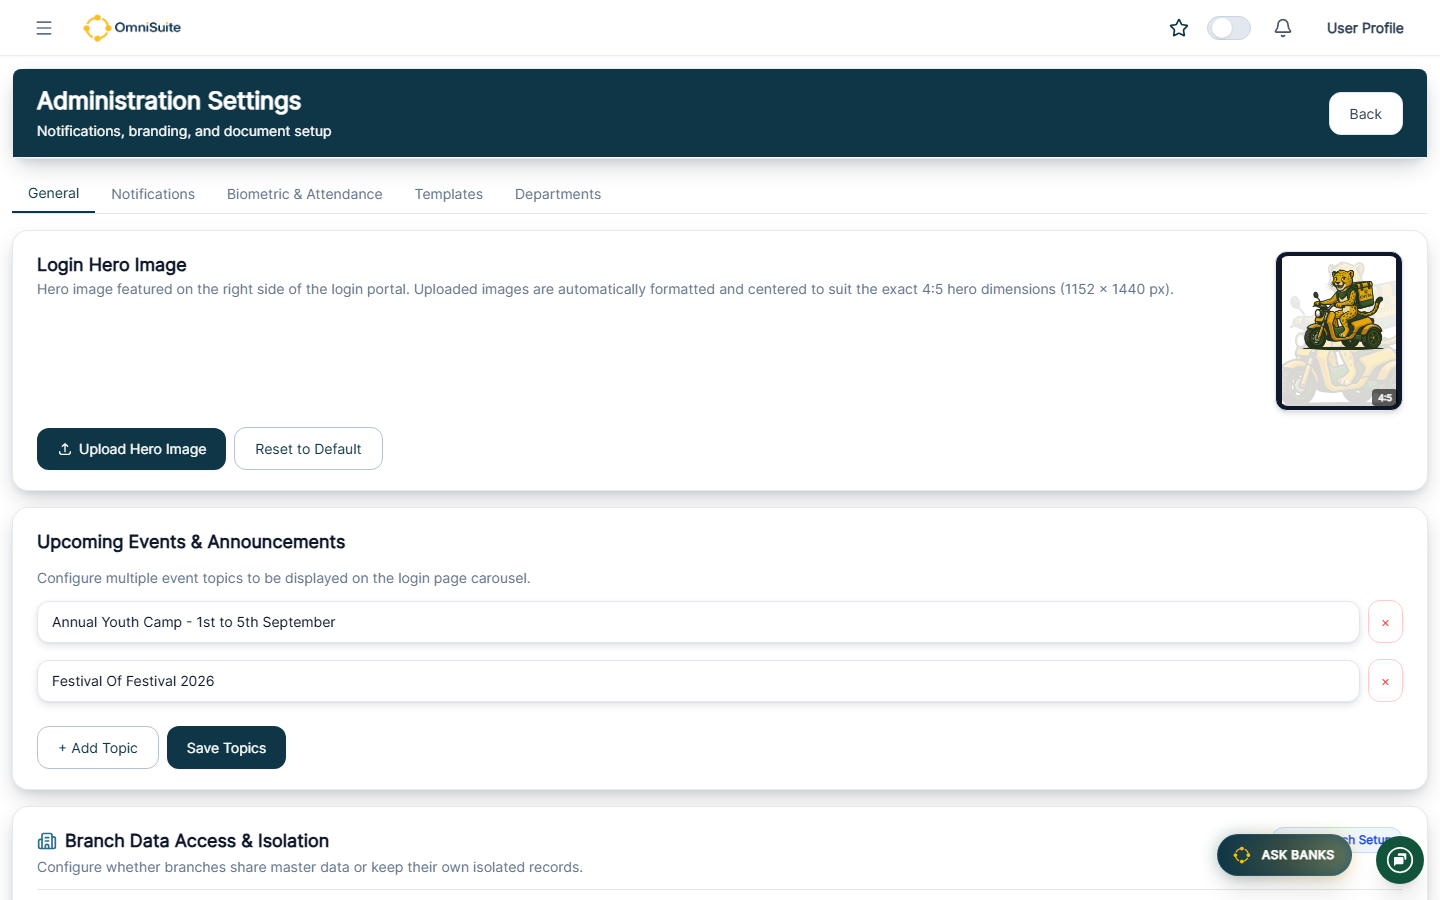 OmniSuite
User Profile
Administration Settings
Notifications, branding, and document setup
Back
General
Notifications
Biometric & Attendance
Templates
Departments
Login Hero Image
Hero image featured on the right side of the login portal. Uploaded images are automatically formatted and centered to suit the exact 4:5 hero dimensions (1152 × 1440 px).
4:5
Upload Hero Image
Reset to Default
Upcoming Events & Announcements
Configure multiple event topics to be displayed on the login page carousel.
Annual Youth Camp - 1st to 5th September
×
Festival Of Festival 2026
×
+ Add Topic
Save Topics
Branch Data Access & Isolation
Configure whether branches share master data or keep their own isolated records.
ASK BANKS